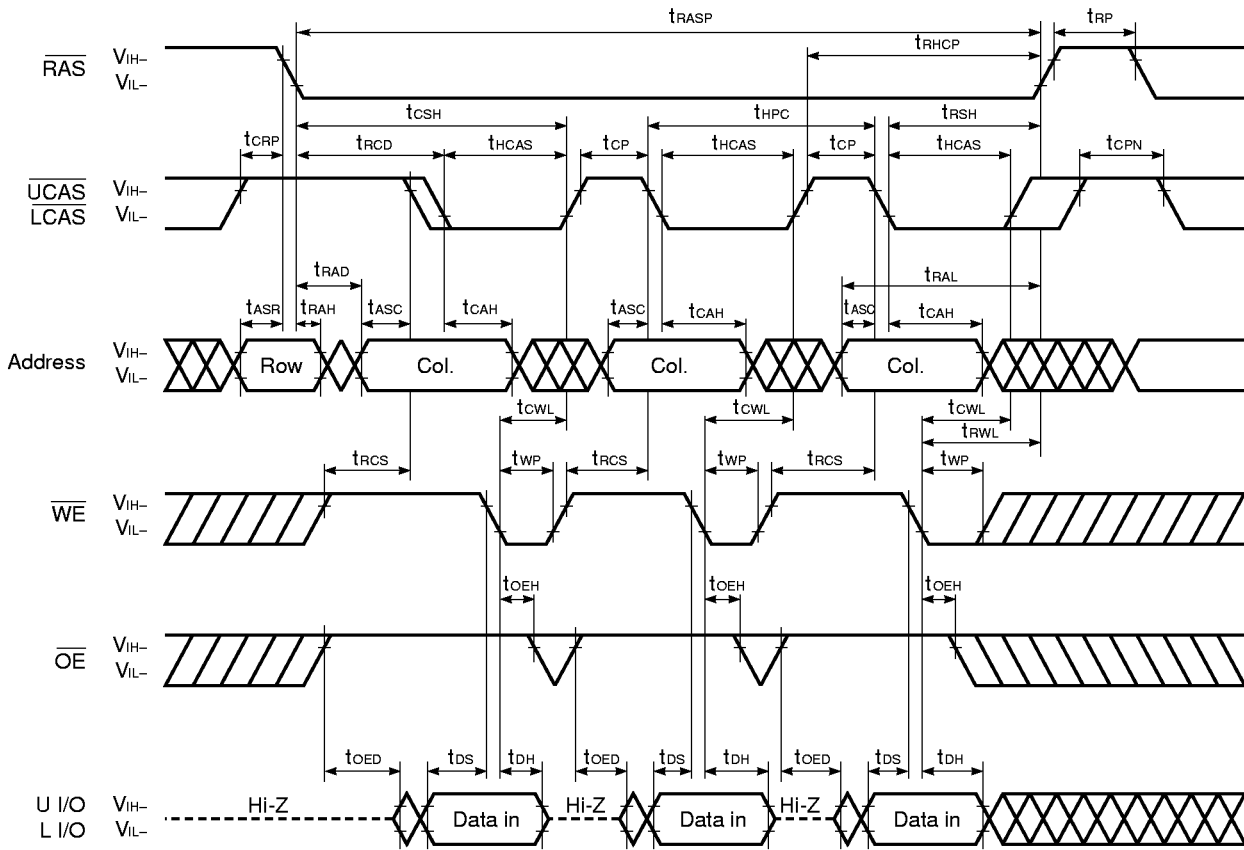 tRASP tRP
tRHCP
RAS VIH–
VIL–
tCSH tHPC tRSH
tCRP tRCD tHCAS tCP tHCAS tCP tHCAS tCPN
UCAS VIH–
LCAS VIL–
tRAD tRAL
tASR tRAH tASC tCAH tASC tCAH tASC tCAH
Address VIH–
VIL–
Row Col. Col. Col.
tCWL tCWL tCWL
tRWL
tRCS tWP tRCS tWP tRCS tWP
WE VIH–
VIL–
tOEH tOEH tOEH
OE VIH–
VIL–
tOED tDS tDH tOED tDS tDH tOED tDS tDH
U I/O VIH–
L I/O VIL–
Hi-Z Data in Hi-Z Data in Hi-Z Data in